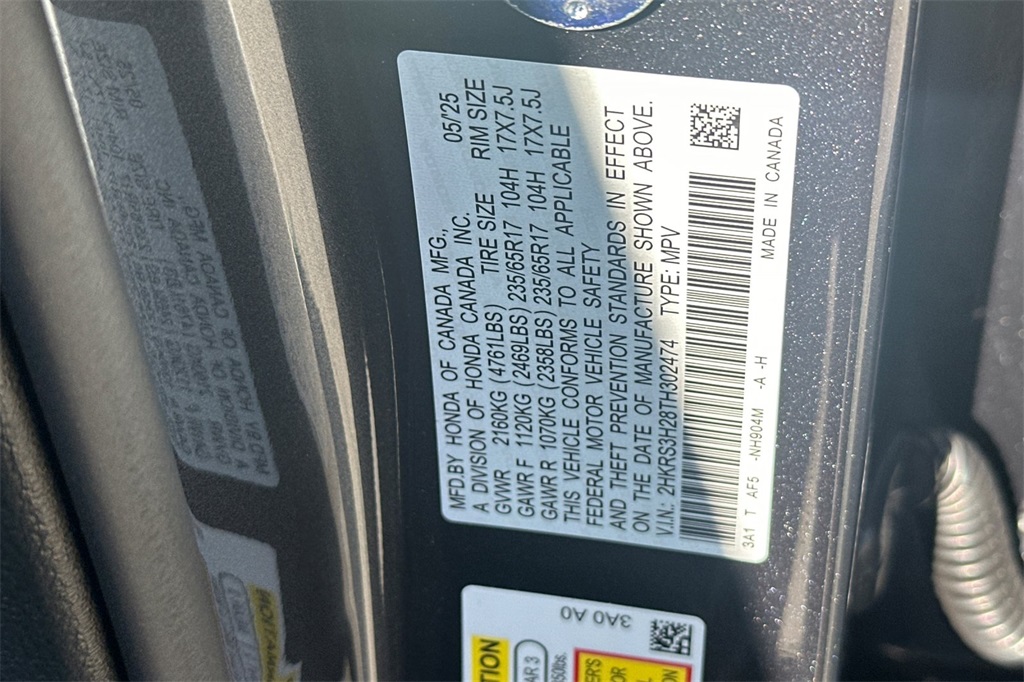 MFD.BY HONDA OF CANADA MFG., 05/'25
A DIVISION OF HONDA CANADA INC.
GVWR 2160KG (4761LBS) TIRE SIZE RIM SIZE
GAWR F 1120KG (2469LBS) 235/65R17 104H 17X7.5J
GAWR R 1070KG (2358LBS) 235/65R17 104H 17X7.5J
THIS VEHICLE CONFORMS TO ALL APPLICABLE
FEDERAL MOTOR VEHICLE SAFETY
AND THEFT PREVENTION STANDARDS IN EFFECT
ON THE DATE OF MANUFACTURE SHOWN ABOVE.
V.I.N: 2HKRS3H28TH302474 TYPE: MPV
3A1 T AF5 -NH904M -A -H MADE IN CANADA
3A0 A0